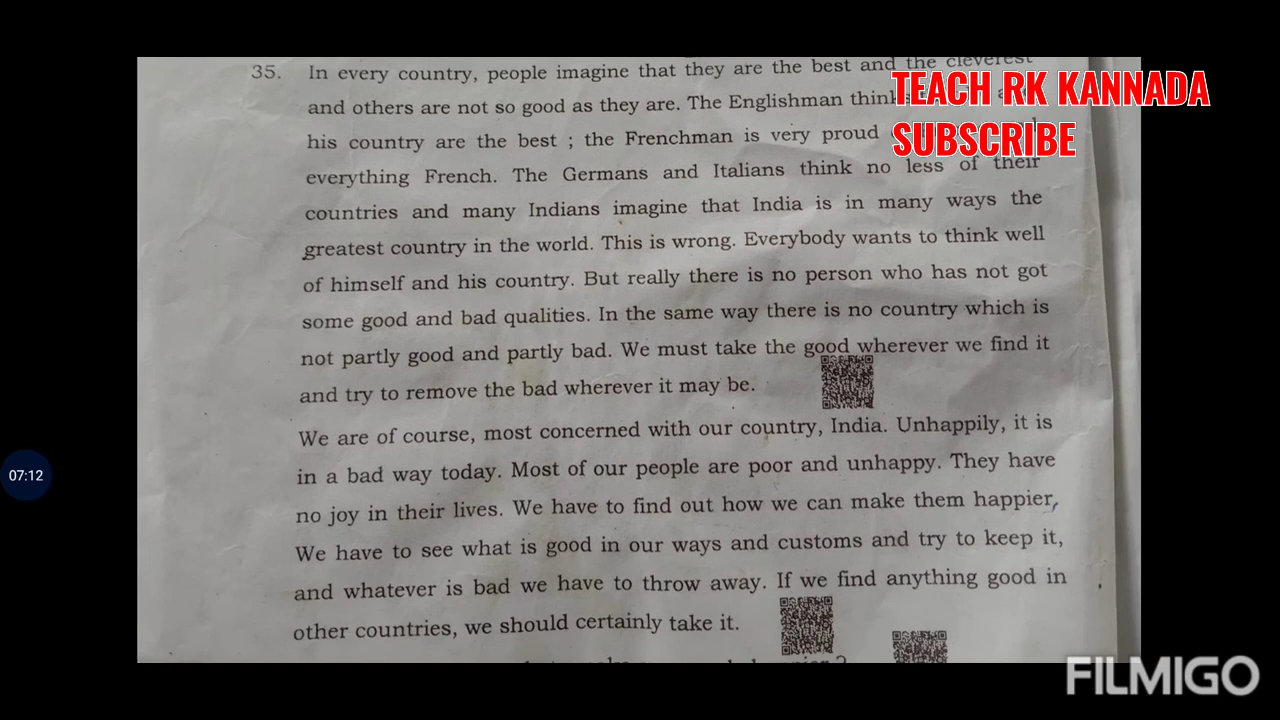 35. In every country, people imagine that they are the best and the cleverest
and others are not so good as they are. The Englishman
his country are the best ; the Frenchman is very proud
everything French. The Germans and Italians think no less of their
countries and many Indians imagine that India is in many ways the
greatest country in the world. This is wrong. Everybody wants to think well
of himself and his country. But really there is no person who has not got
some good and bad qualities. In the same way there is no country which is
not partly good and partly bad. We must take the good wherever we find it
and try to remove the bad wherever it may be.
We are of course, most concerned with our country, India. Unhappily, it is
in a bad way today. Most of our people are poor and unhappy. They have
no joy in their lives. We have to find out how we can make them happier,
We have to see what is good in our ways and customs and try to keep it,
and whatever is bad we have to throw away. If we find anything good in
other countries, we should certainly take it.
TEACH RK KANNADA
SUBSCRIBE
07:12
FILMIGO